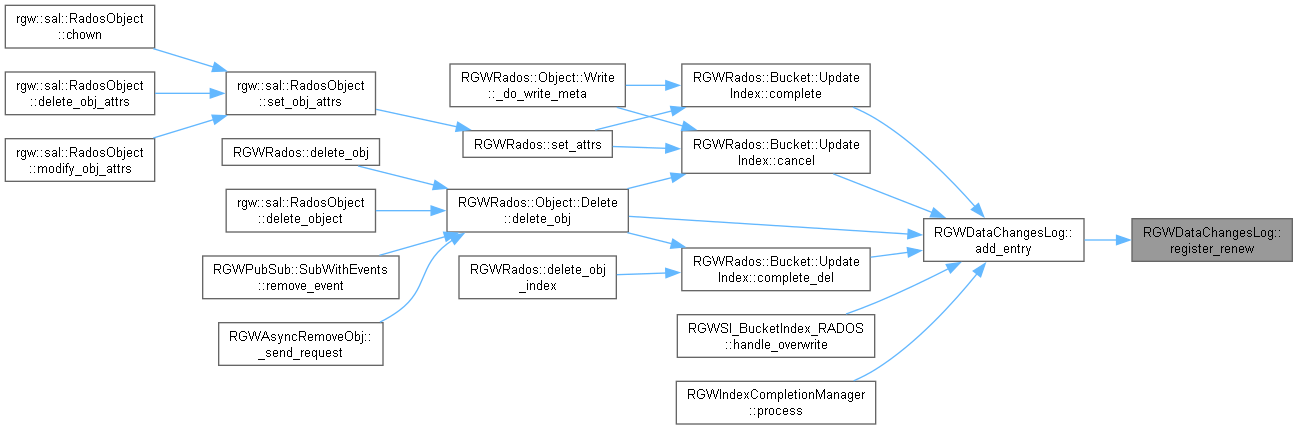 rgw::sal::RadosObject
::chown
rgw::sal::RadosObject
::delete_obj_attrs
rgw::sal::RadosObject
::modify_obj_attrs
rgw::sal::RadosObject
::set_obj_attrs
RGWRados::delete_obj
rgw::sal::RadosObject
::delete_object
RGWPubSub::SubWithEvents
::remove_event
RGWAsyncRemoveObj::
_send_request
RGWRados::Object::Write
::_do_write_meta
RGWRados::set_attrs
RGWRados::Object::Delete
::delete_obj
RGWRados::delete_obj
_index
RGWRados::Bucket::Update
Index::complete
RGWRados::Bucket::Update
Index::cancel
RGWRados::Bucket::Update
Index::complete_del
RGWSI_BucketIndex_RADOS
::handle_overwrite
RGWIndexCompletionManager
::process
RGWDataChangesLog::
add_entry
RGWDataChangesLog::
register_renew